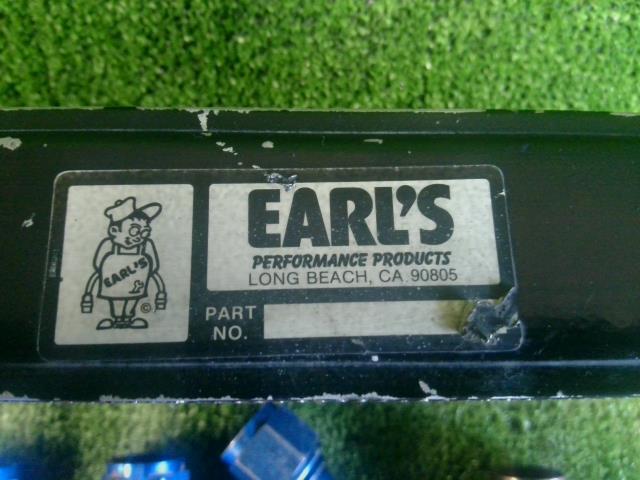 EARL'S
EARL'S
PERFORMANCE PRODUCTS
LONG BEACH, CA 90805
©
PART
NO.